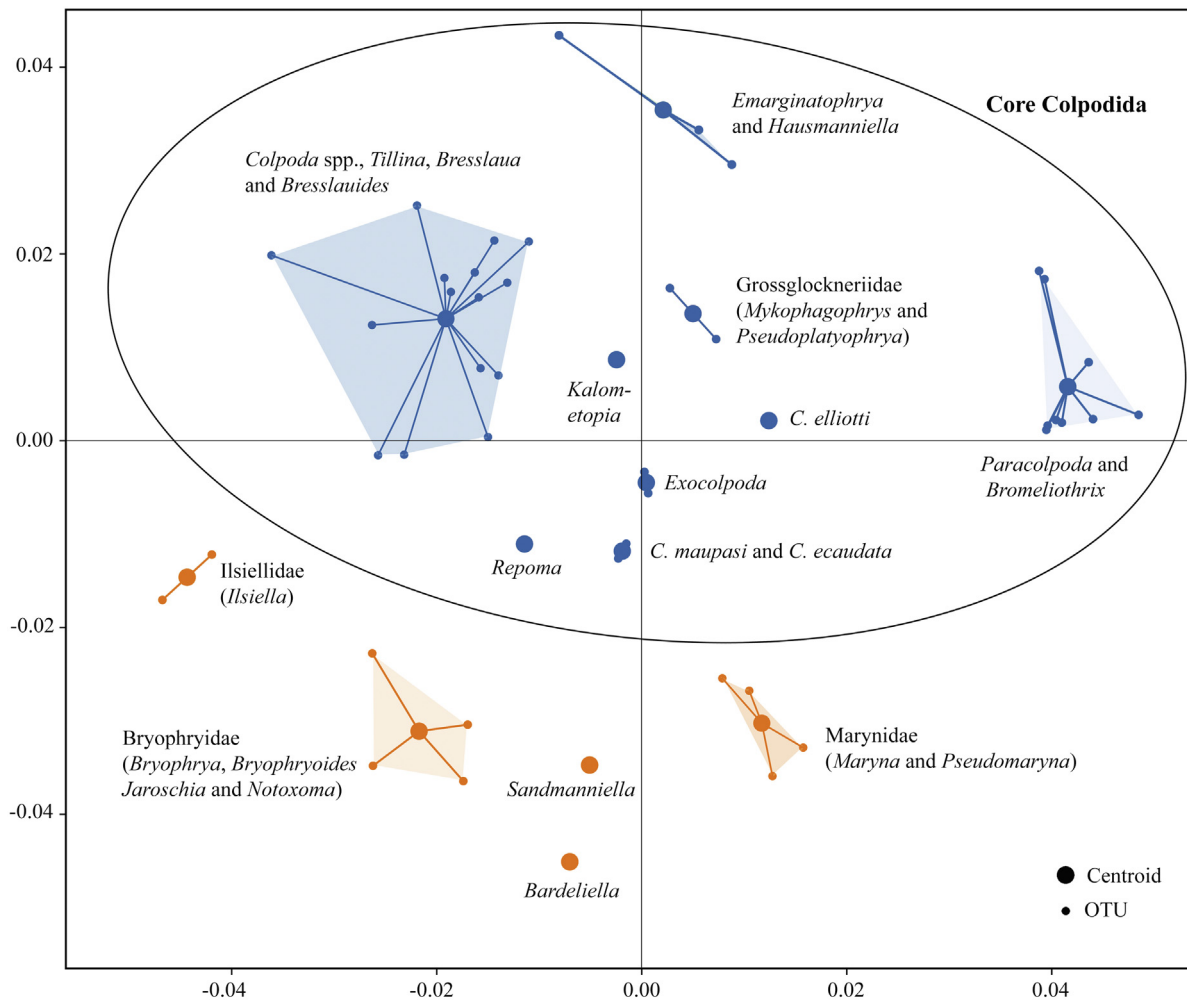 0.04
0.02
0.00
-0.02
-0.04
Emarginatophrya
and Hausmanniella
Core Colpodida
Colpoda spp., Tillina, Bresslaua
and Bresslauides
Grossglockneriidae
(Mykophagophrys and
Pseudoplatyophrya)
Kalom-
etopia
C. elliotti
Paracolpoda and
Bromeliothrix
Exocolpoda
Repoma
C. maupasi and C. ecaudata
Ilsiellidae
(Ilsiella)
Bryophryidae
(Bryophrya, Bryophryoides
Jaroschia and Notoxoma)
Sandmanniella
Marynidae
(Maryna and Pseudomaryna)
Bardeliella
Centroid
OTU
-0.04
-0.02
0.00
0.02
0.04